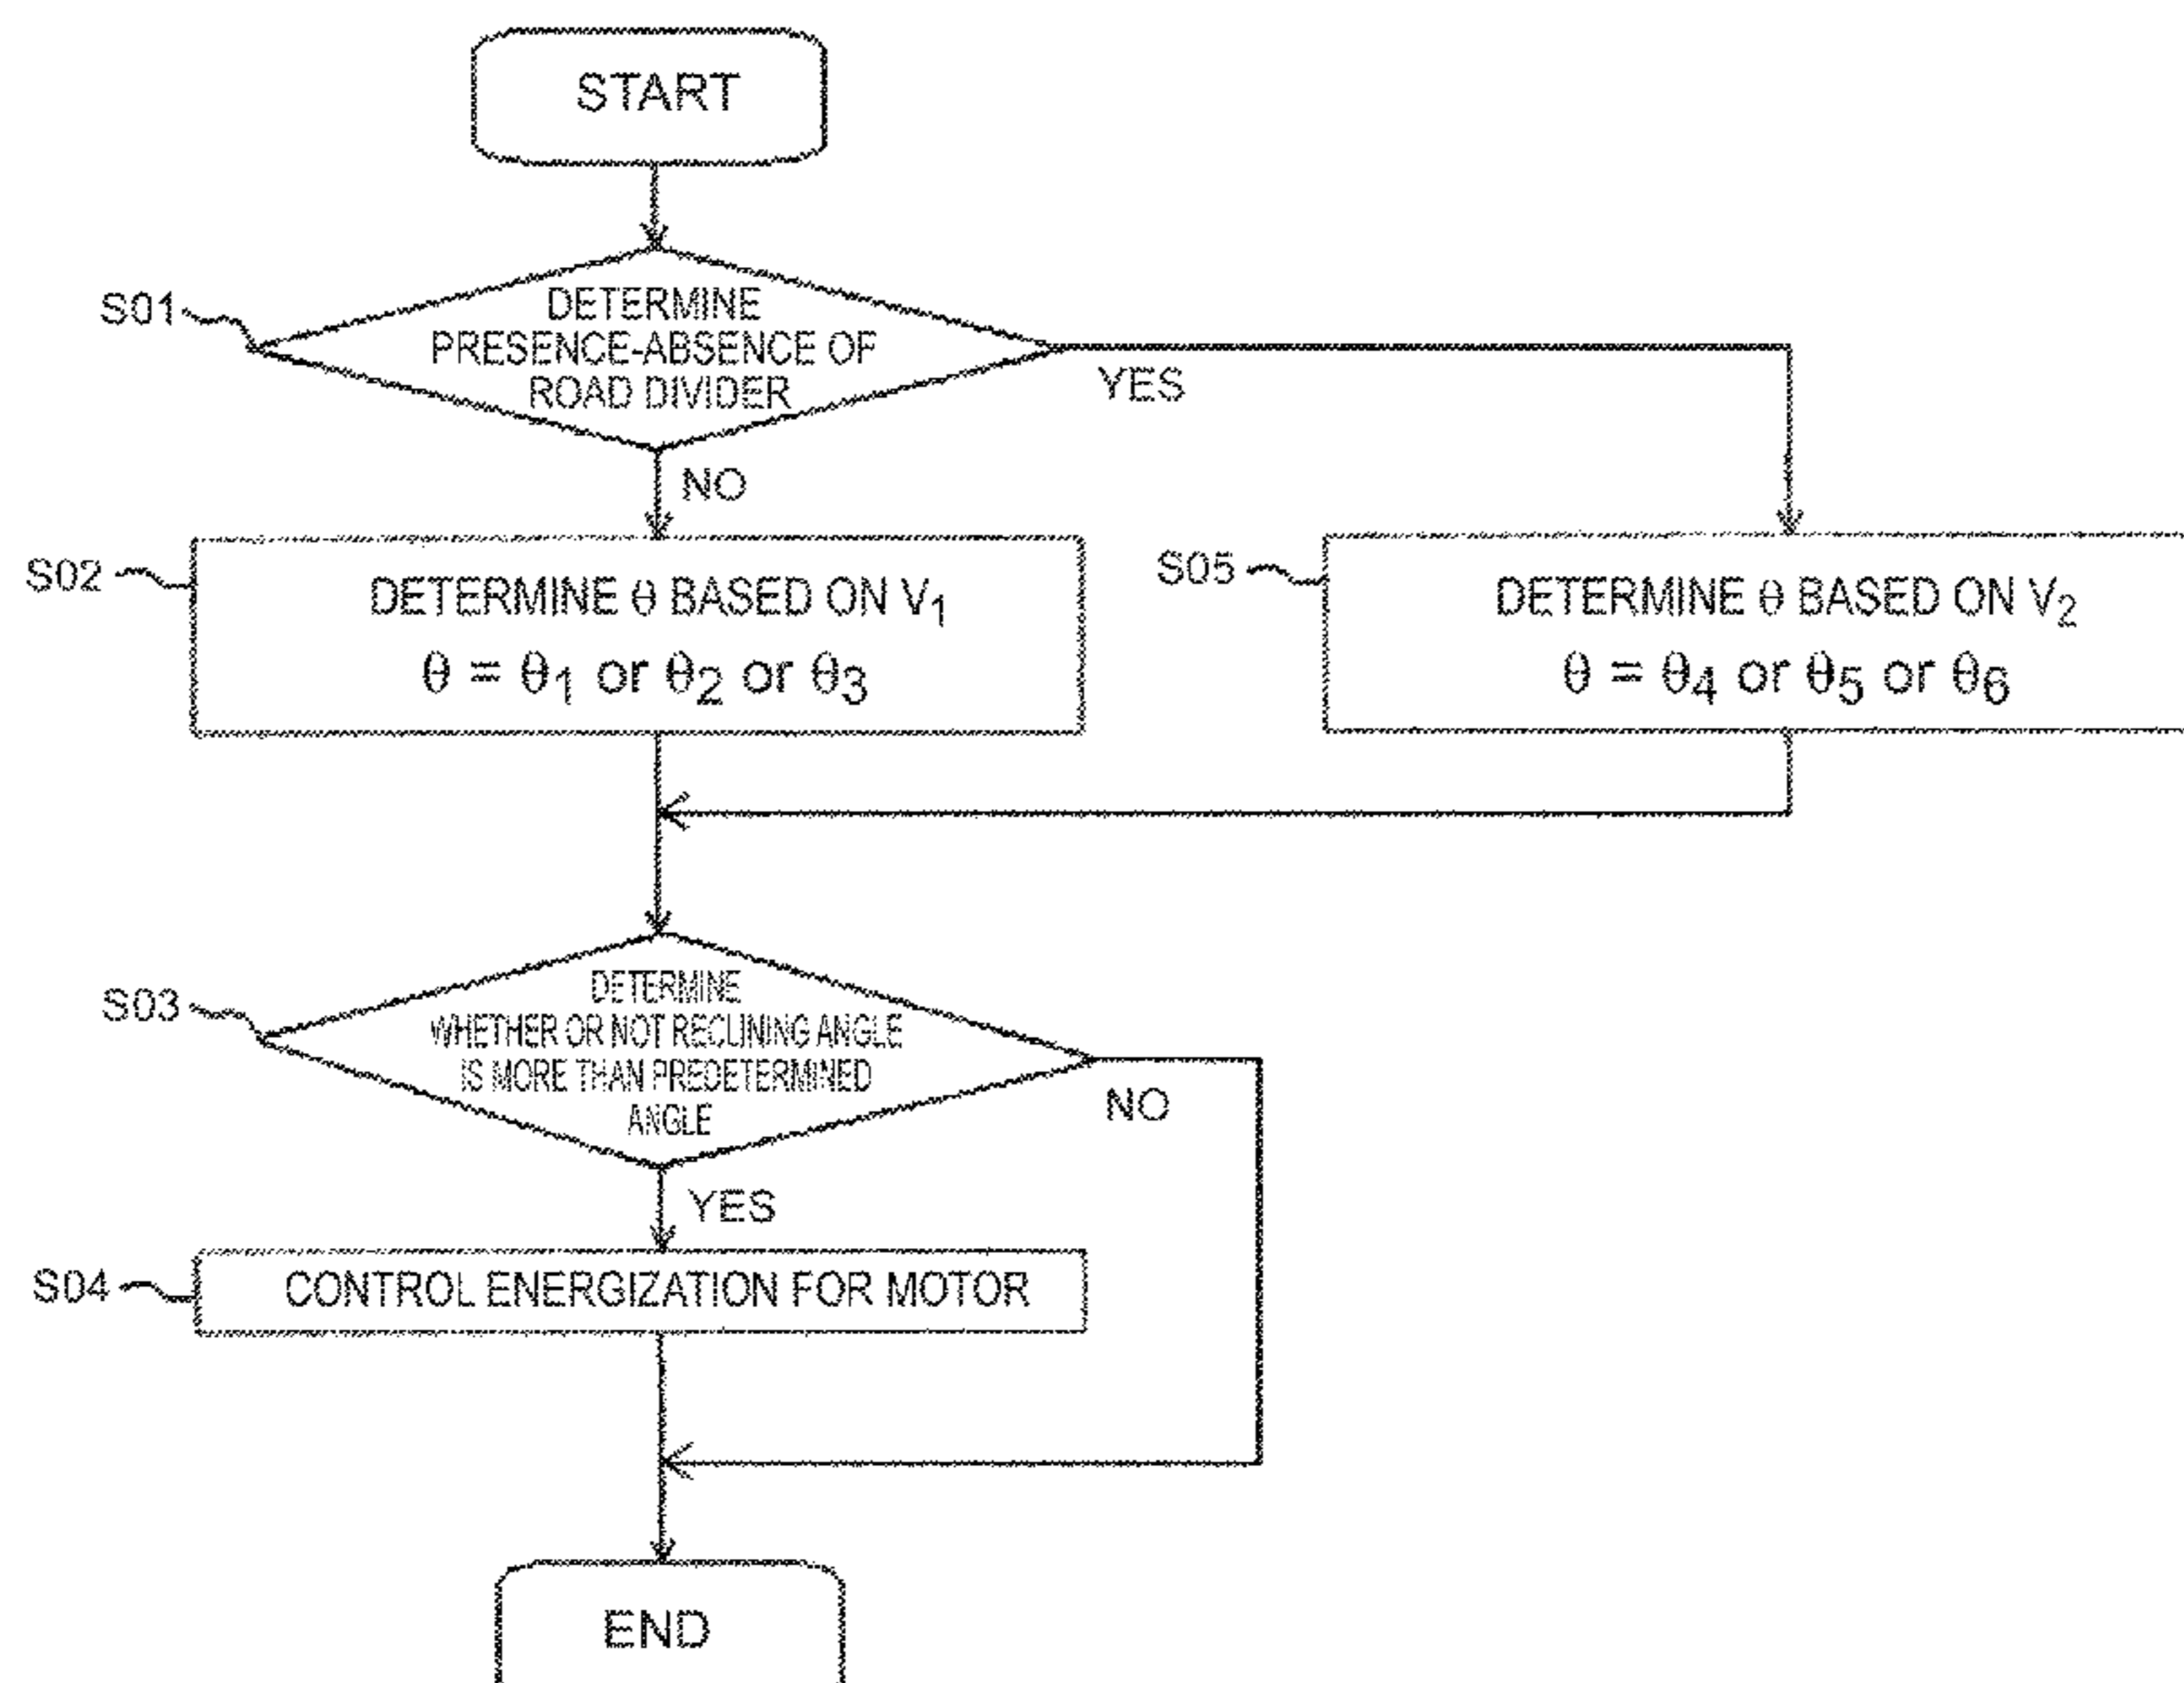 START
S01
DETERMINE
PRESENCE-ABSENCE OF
ROAD DIVIDER
YES
NO
S02
DETERMINE θ BASED ON V₁
θ = θ₁ or θ₂ or θ₃
S05
DETERMINE θ BASED ON V₂
θ = θ₄ or θ₅ or θ₆
S03
DETERMINE
WHETHER OR NOT RECLINING ANGLE
IS MORE THAN PREDETERMINED
ANGLE
NO
YES
S04
CONTROL ENERGIZATION FOR MOTOR
END